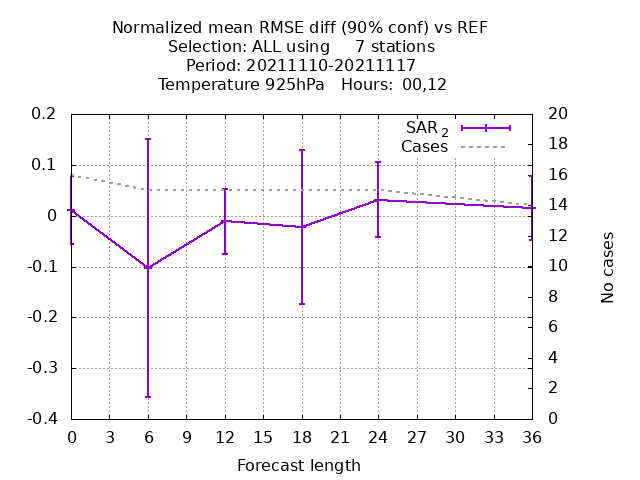 Normalized mean RMSE diff (90% conf) vs REF
Selection: ALL using 7 stations
Period: 20211110-20211117
Temperature 925hPa Hours: 00,12
SAR 2
Cases
0.2
0.1
0
-0.1
-0.2
-0.3
-0.4
20
18
16
14
12
10
8
6
4
2
0
No cases
0 3 6 9 12 15 18 21 24 27 30 33 36
Forecast length